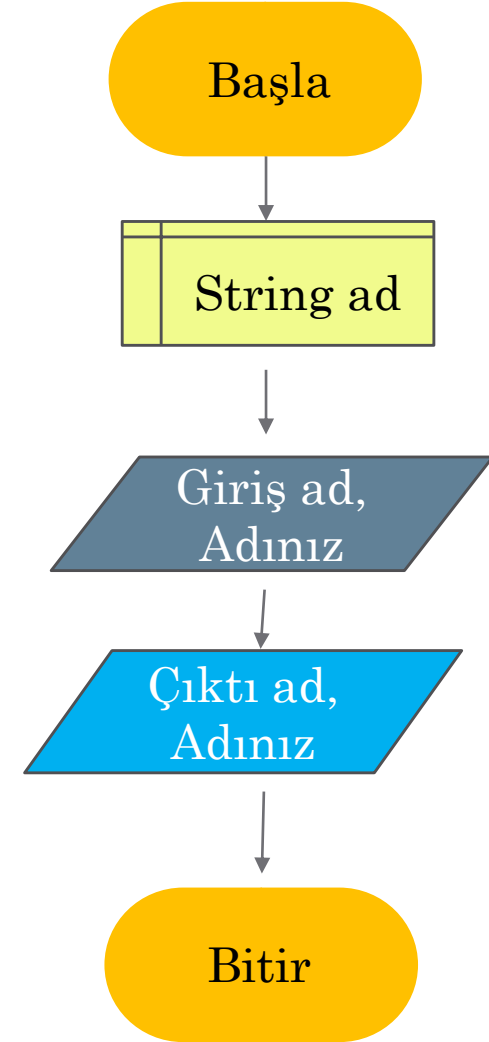 Başla
String ad
Giriş ad,
Adınız
Çıktı ad,
Adınız
Bitir